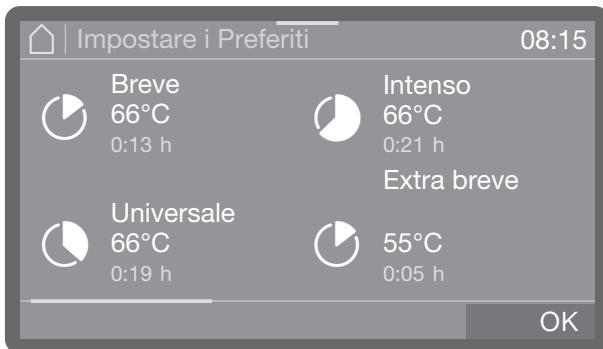 Impostare i Preferiti 08:15
Breve
66°C
0:13 h
Intenso
66°C
0:21 h
Universale
66°C
0:19 h
Extra breve
55°C
0:05 h
OK